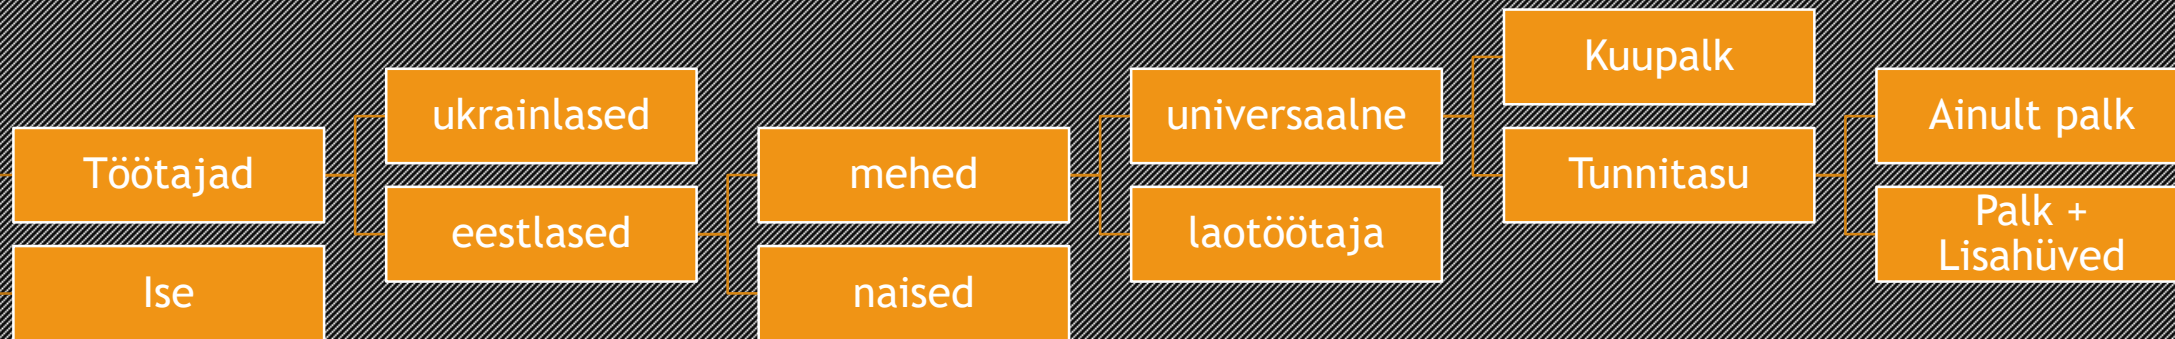 Töötajad
Ise
ukrainlased
eestlased
mehed
naised
universaalne
laotöötaja
Kuupalk
Tunnitasu
Ainult palk
Palk +
Lisahüved